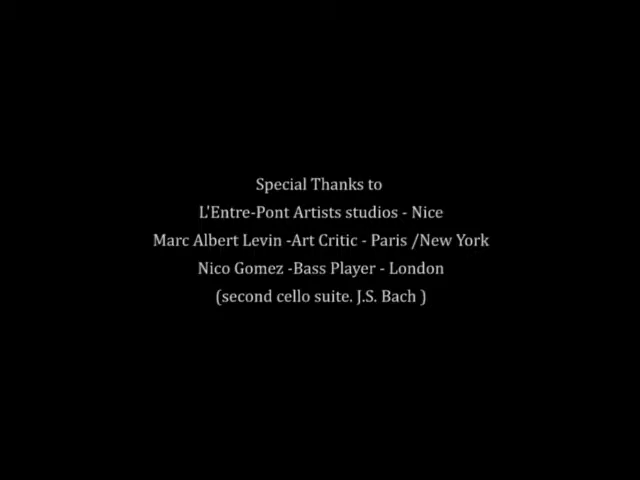 Special Thanks to
L'Entre-Pont Artists studios - Nice
Marc Albert Levin -Art Critic - Paris /New York
Nico Gomez -Bass Player - London
(second cello suite. J.S. Bach )